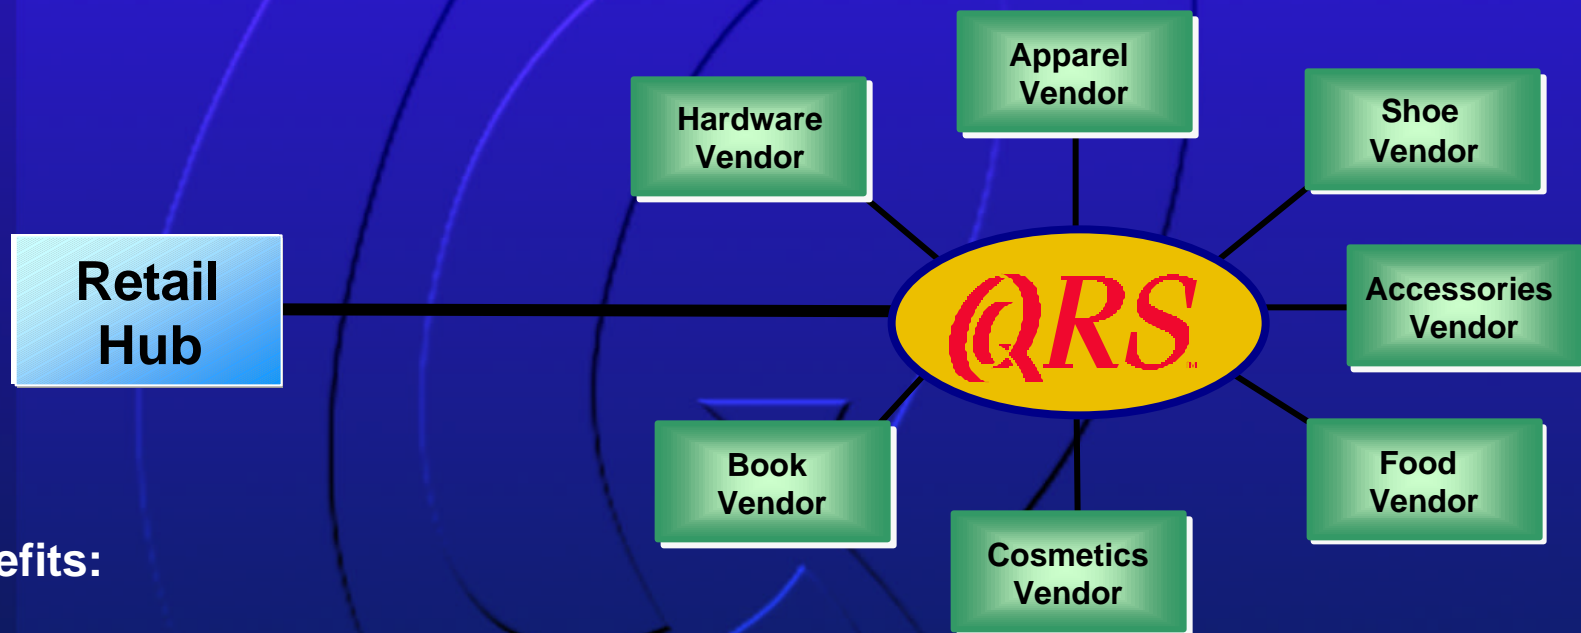 Apparel
Vendor
Hardware
Vendor
Shoe
Vendor
Retail
Hub
QRS
Accessories
Vendor
Book
Vendor
Food
Vendor
Cosmetics
Vendor
efits: